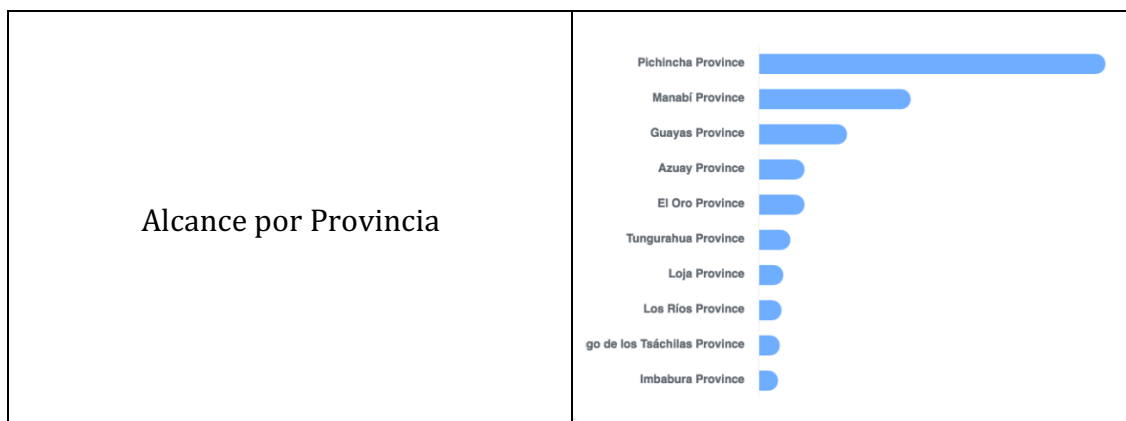 Alcance por Provincia
Pichincha Province
Manabí Province
Guayas Province
Azuay Province
El Oro Province
Tungurahua Province
Loja Province
Los Ríos Province
go de los Tsáchilas Province
Imbabura Province